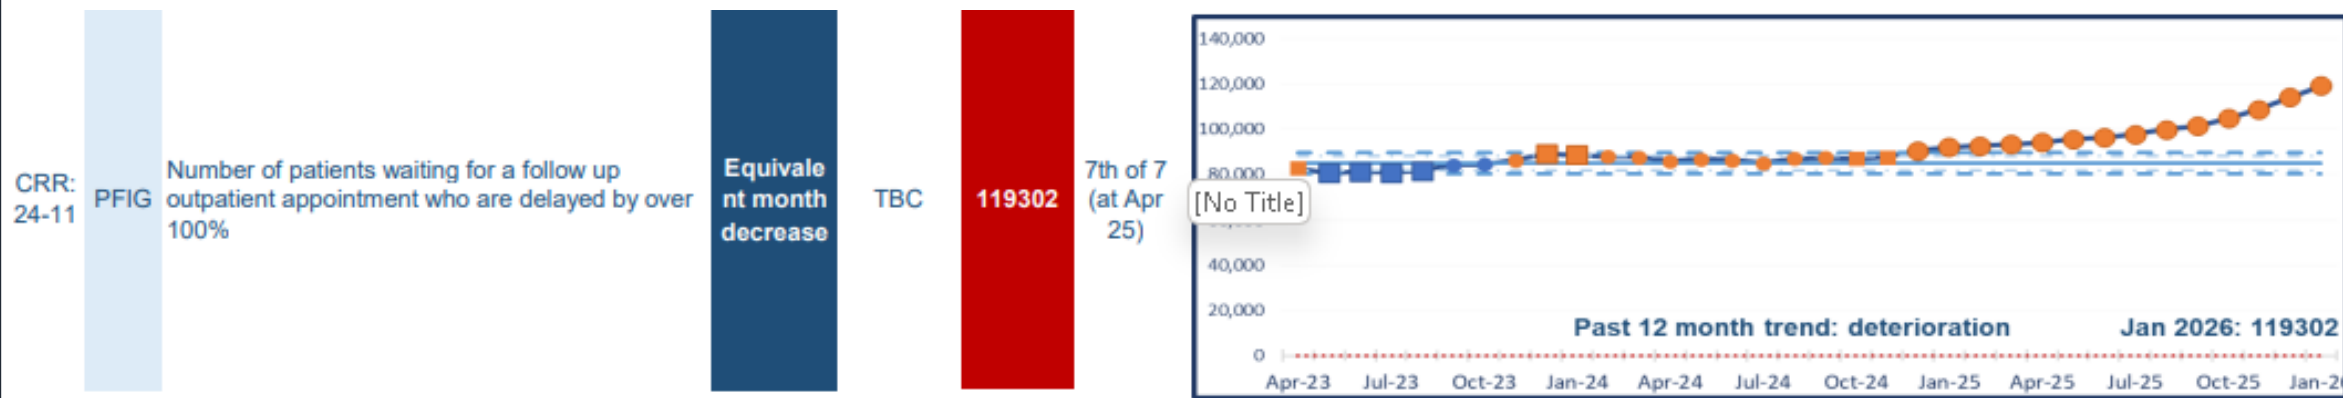 CRR:
24-11
PFIG
Number of patients waiting for a follow up
outpatient appointment who are delayed by over
100%
Equivale
nt month
decrease
TBC
119302
7th of 7
(at Apr
25)
140,000
120,000
100,000
80,000
[No Title]
40,000
20,000
0
Past 12 month trend: deterioration
Jan 2026: 119302
Apr-23 Jul-23 Oct-23 Jan-24 Apr-24 Jul-24 Oct-24 Jan-25 Apr-25 Jul-25 Oct-25 Jan-2